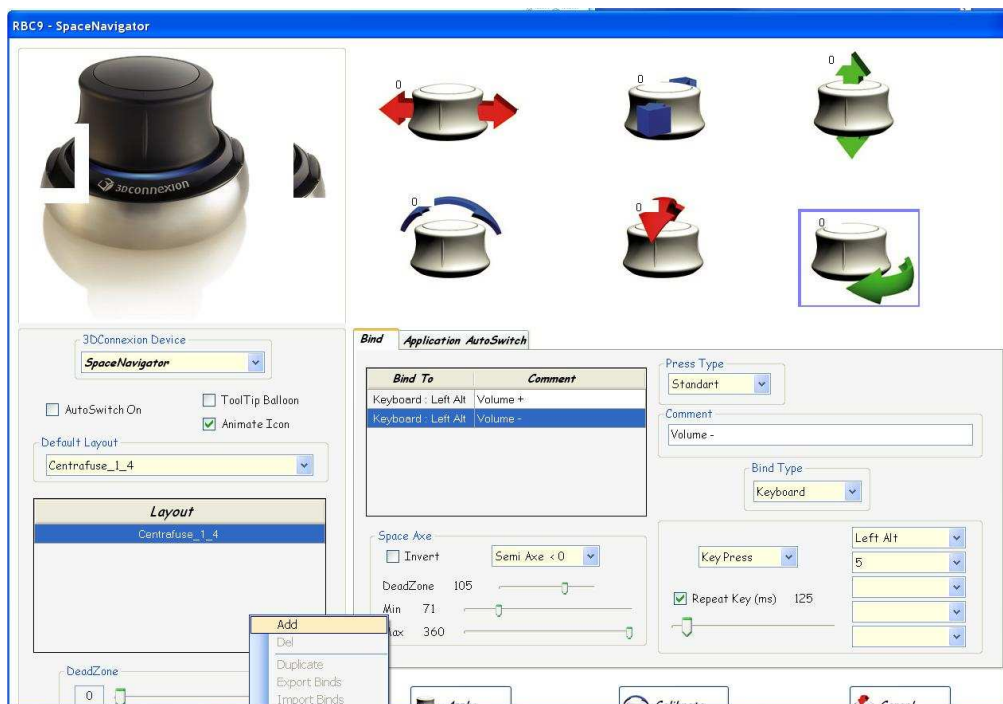 RBC9 - SpaceNavigator
3Dconnexion
0
0
0
0
0
0
3DConnexion Device
SpaceNavigator
AutoSwitch On
ToolTip Balloon
Animate Icon
Default Layout
Centrafuse_1_4
Layout
Centrafuse_1_4
Add
Del
Duplicate
Export Binds
Import Binds
DeadZone
0
Bind Application AutoSwitch
Bind To Comment
Keyboard : Left Alt Volume +
Keyboard : Left Alt Volume -
Space Axe
Invert
Semi Axe < 0
DeadZone 105
Min 71
Max 360
Press Type
Standart
Comment
Volume -
Bind Type
Keyboard
Key Press
Repeat Key (ms) 125
Left Alt
5
Calibrate
Cancel